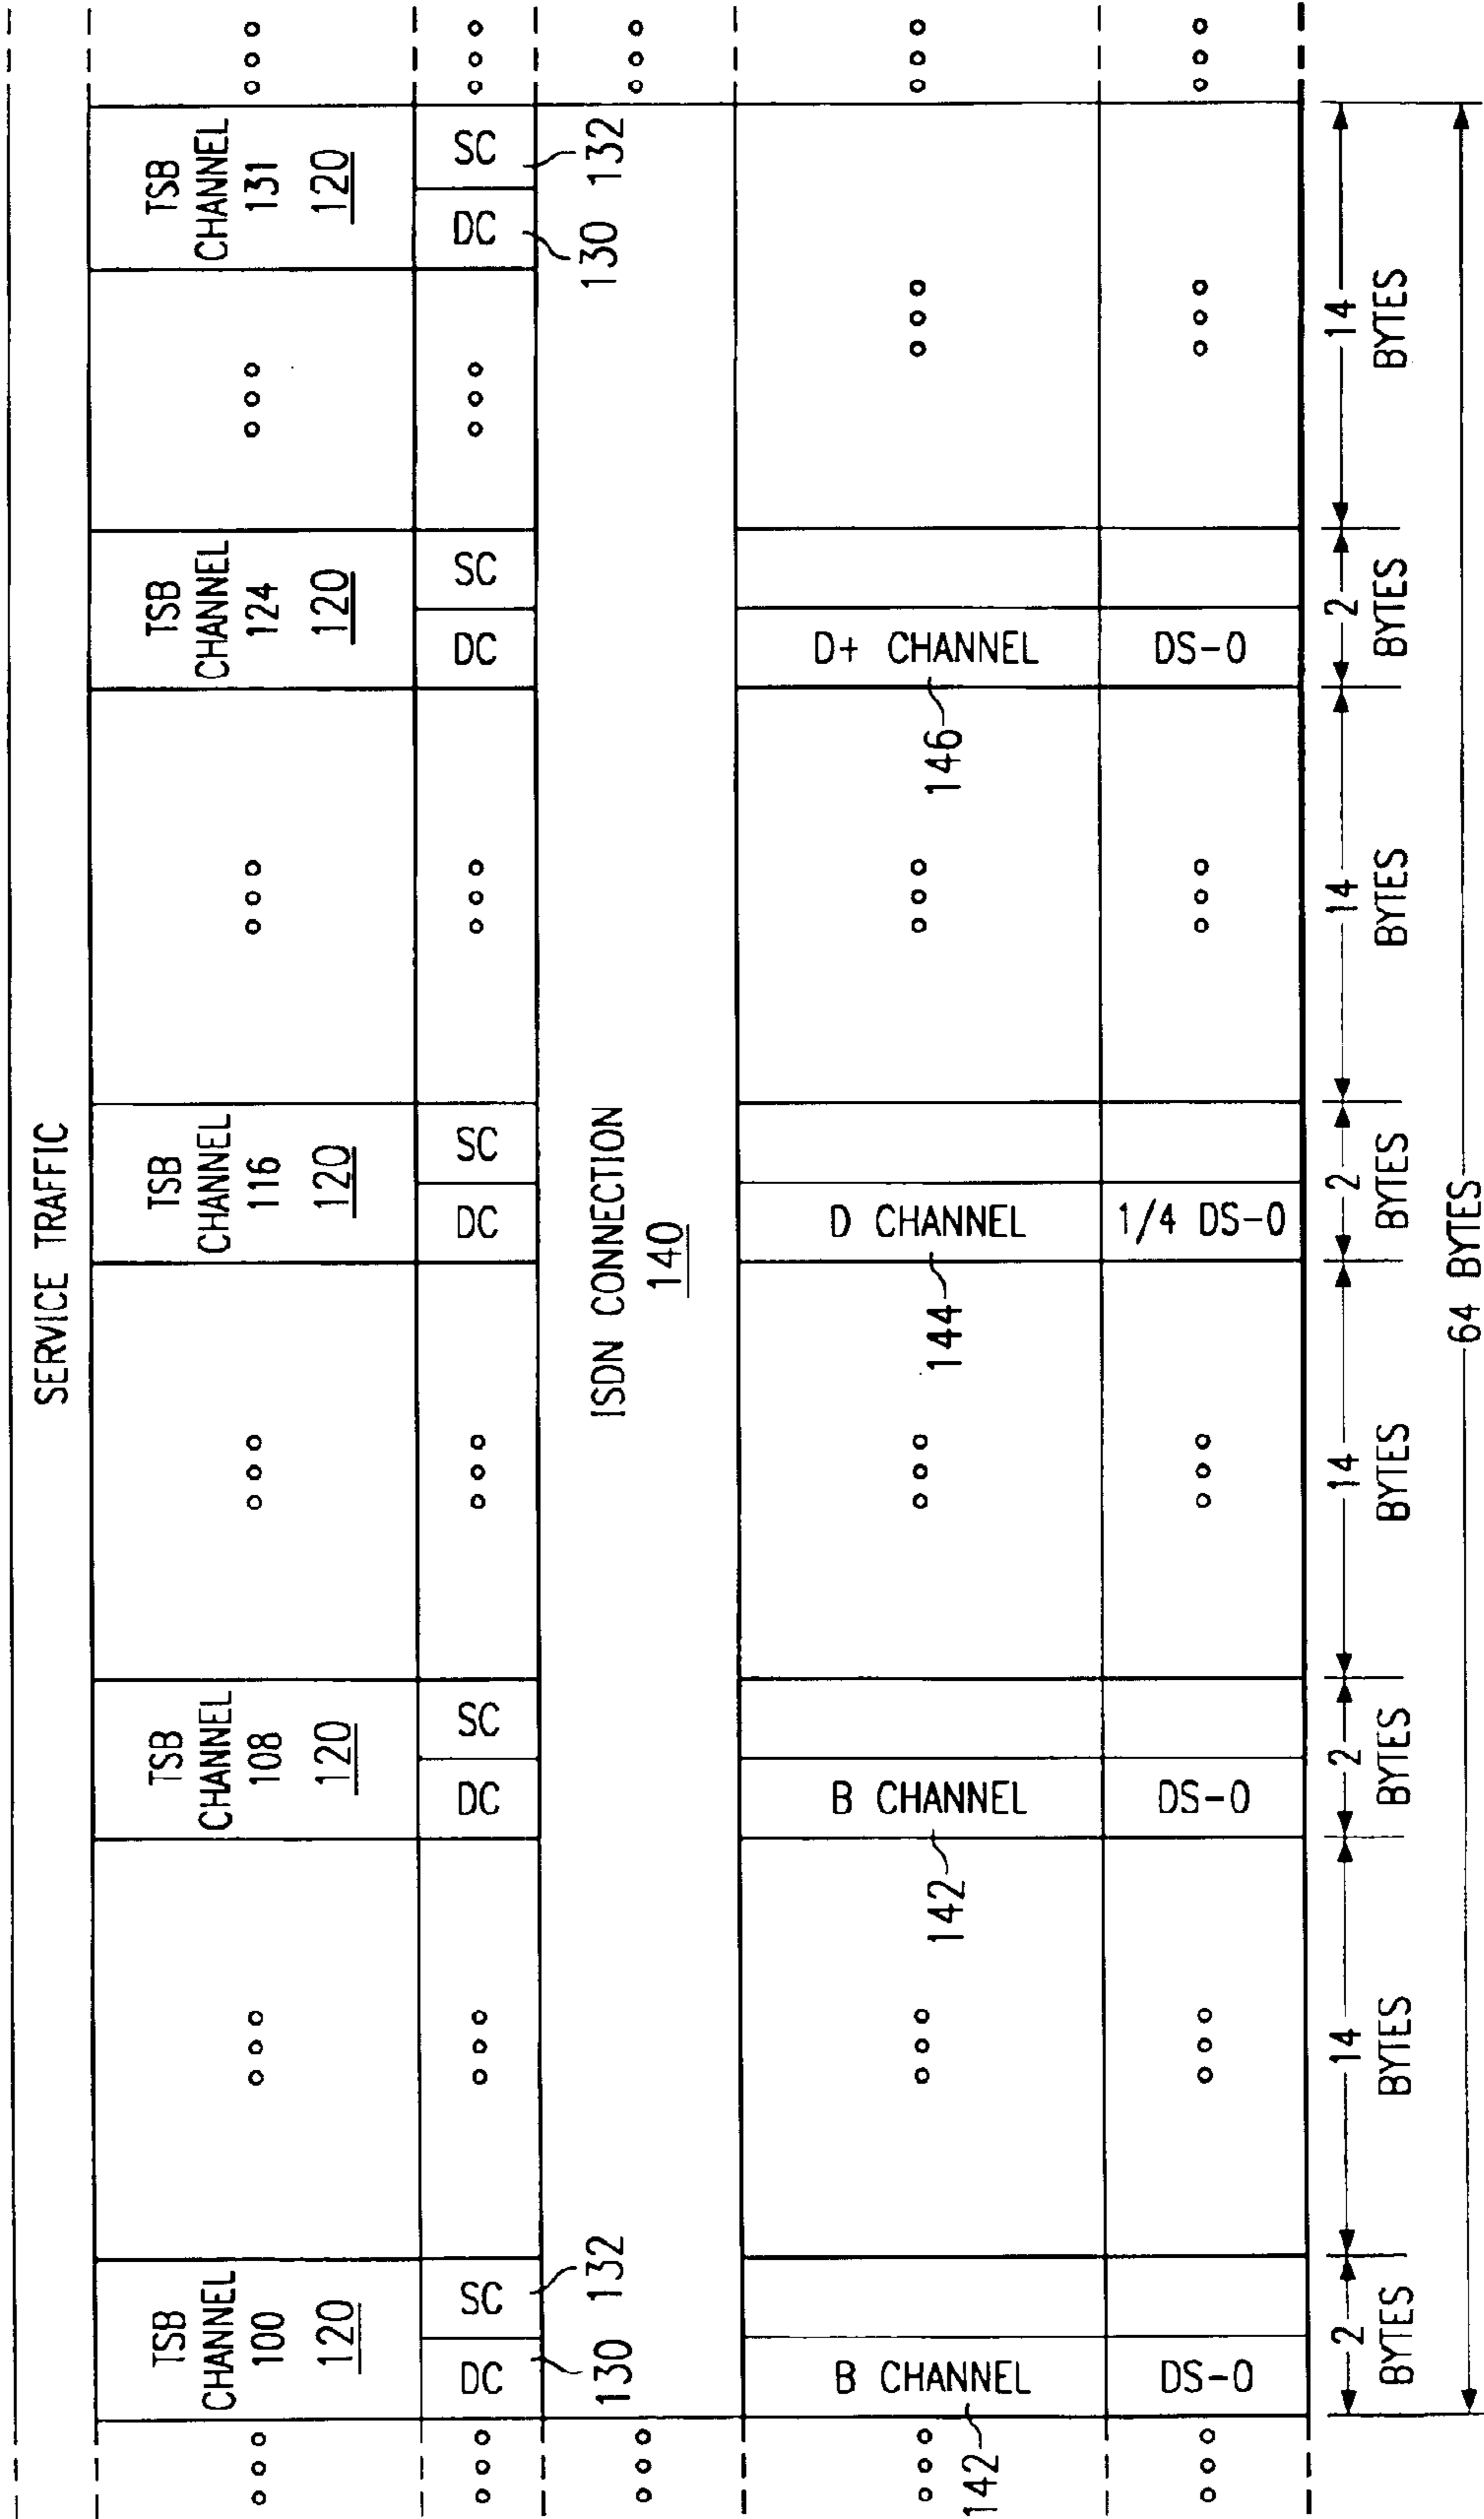 SERVICE TRAFFIC
TSB CHANNEL 100 120
TSB CHANNEL 108 120
TSB CHANNEL 116 120
TSB CHANNEL 124 120
TSB CHANNEL 131 120
DC SC DC SC DC SC DC SC DC SC
130 132 130 132
ISDN CONNECTION
140
B CHANNEL B CHANNEL D CHANNEL D+ CHANNEL
142 142 144 146
DS-0 DS-0 1/4 DS-0 DS-0
2 BYTES 14 BYTES 2 BYTES 14 BYTES 2 BYTES 14 BYTES 2 BYTES 14 BYTES
64 BYTES